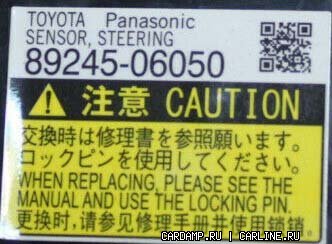 TOYOTA Panasonic
SENSOR, STEERING
89245-06050
注意 CAUTION
交換時は修理書を参照願います。
ロックピンを使用してください。
WHEN REPLACING, PLEASE SEE THE
MANUAL AND USE THE LOCKING PIN.
更换时,请参见修理手册并使用销销
CARDAMP.RU | CARLINE.RU